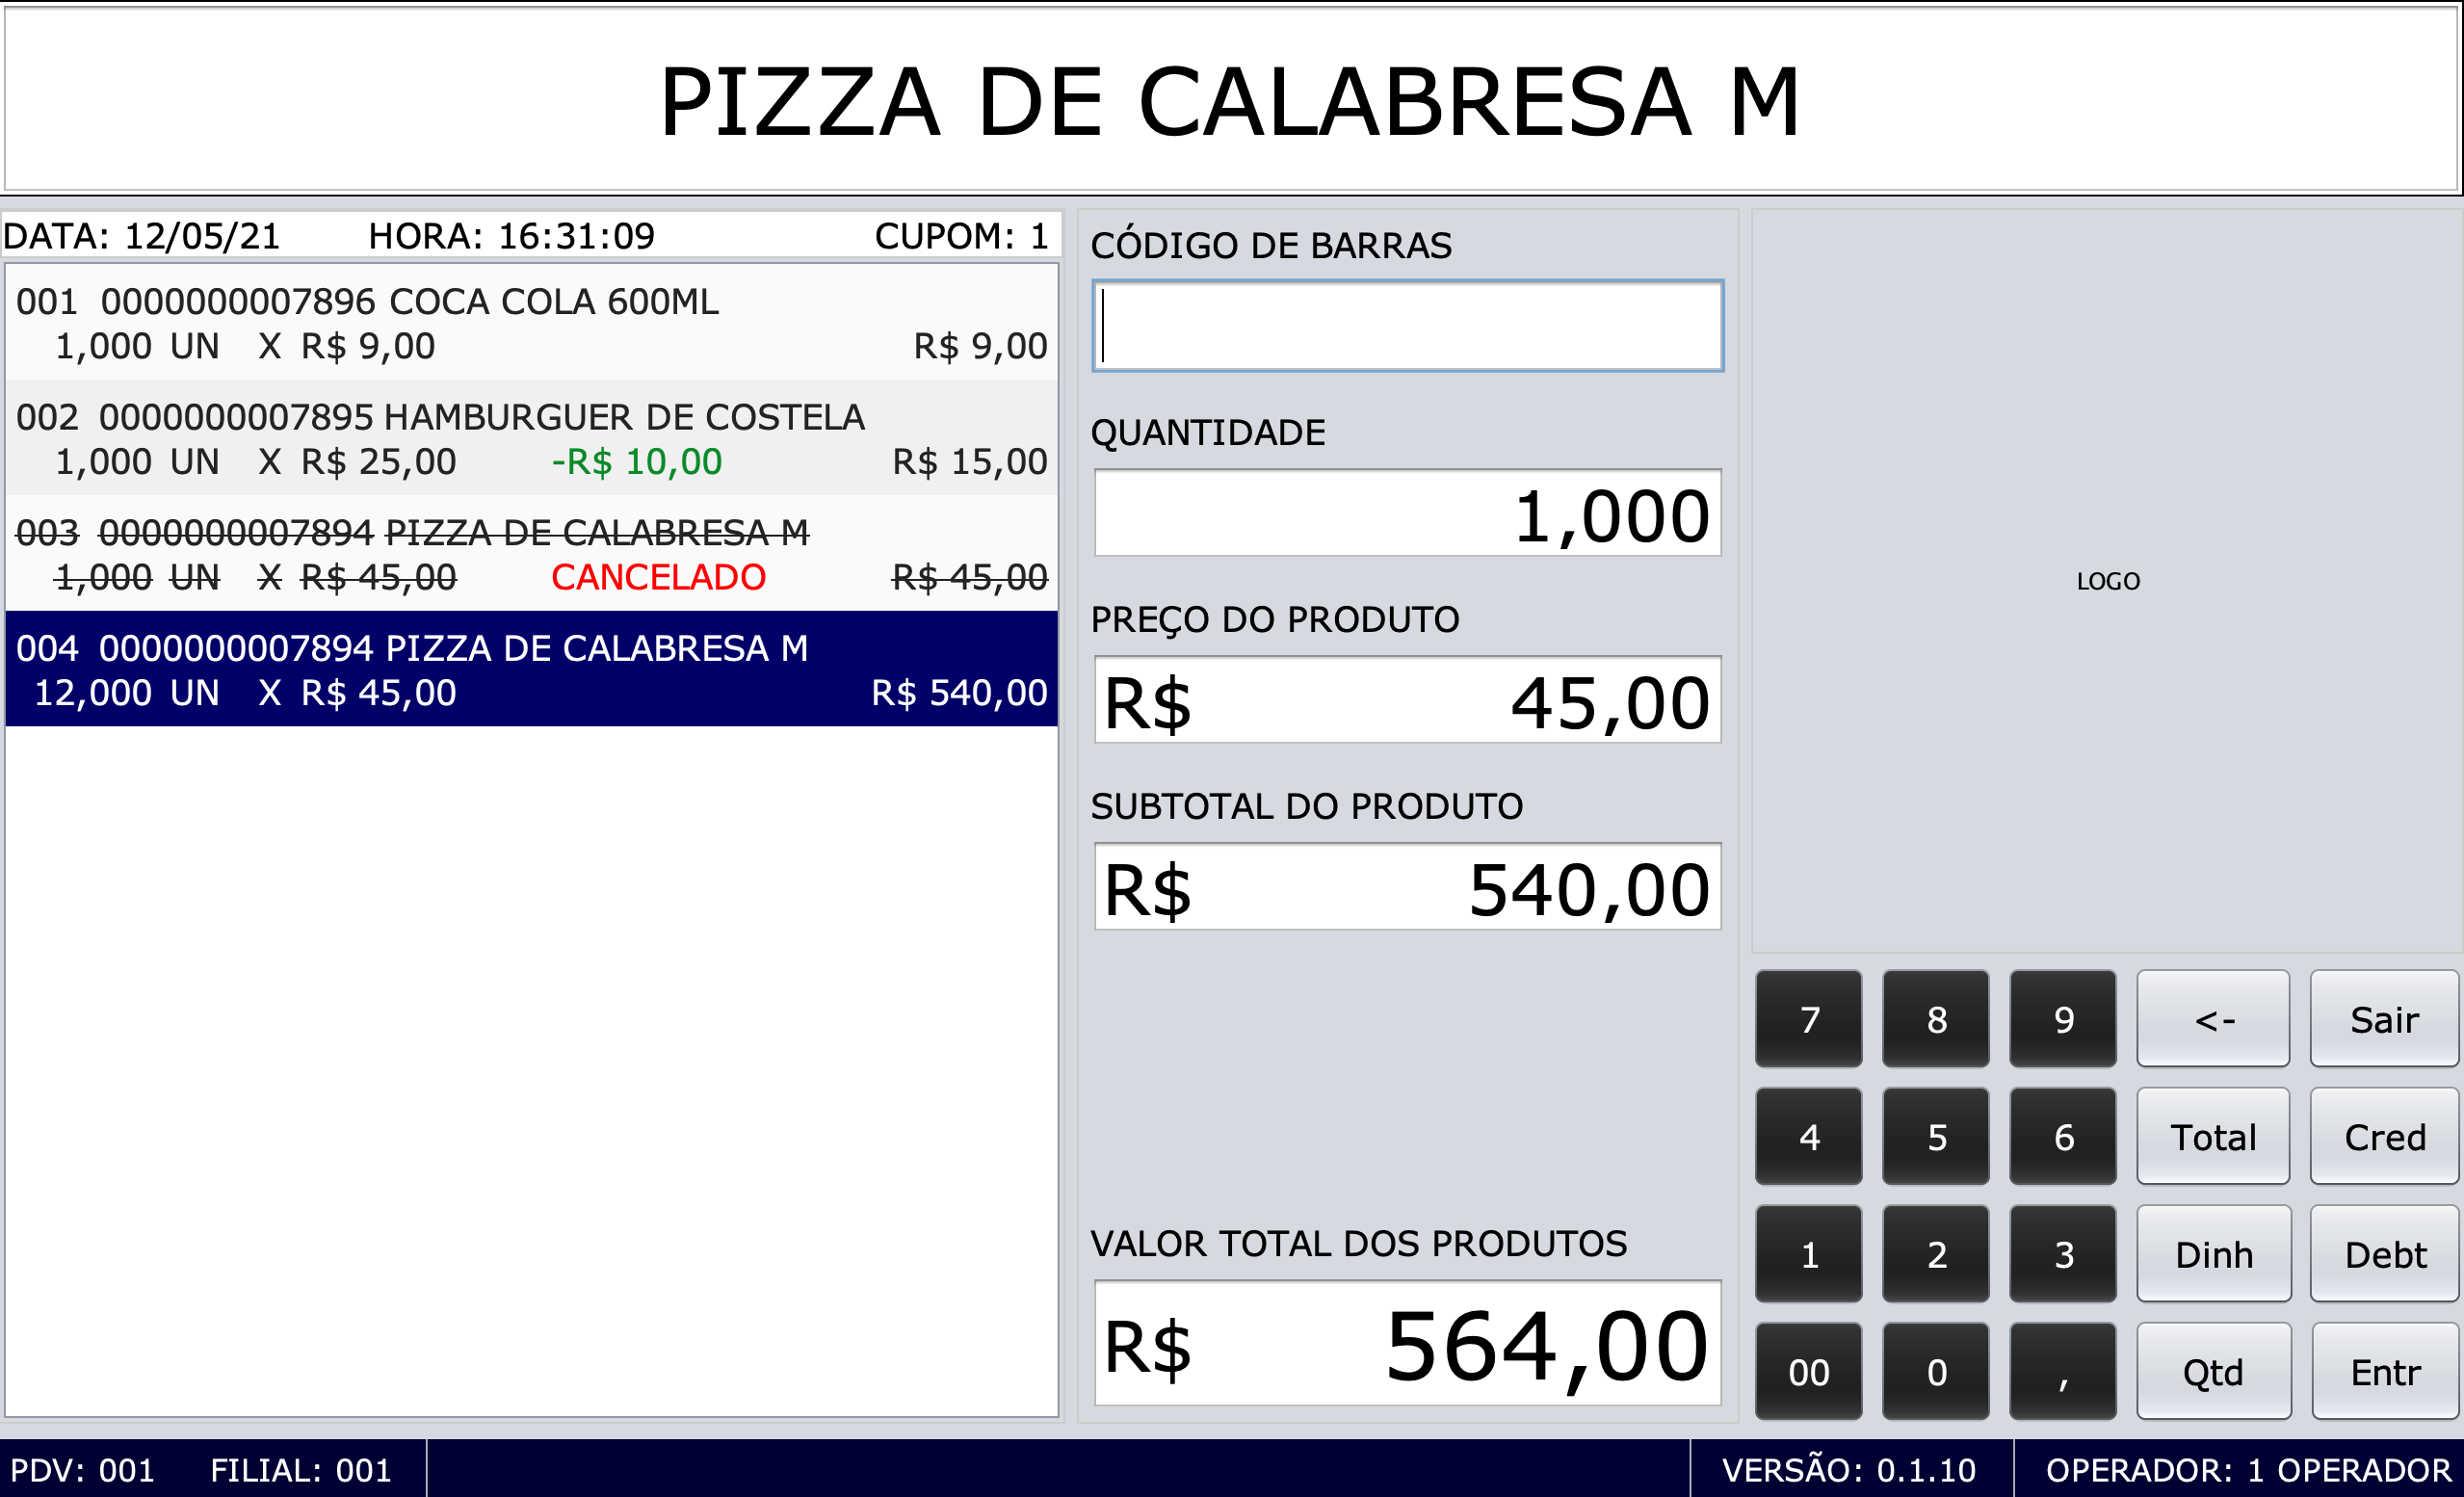 PIZZA DE CALABRESA M
DATA: 12/05/21 HORA: 16:31:09 CUPOM: 1
001 0000000007896 COCA COLA 600ML
1,000 UN X R$ 9,00 R$ 9,00
002 0000000007895 HAMBURGUER DE COSTELA
1,000 UN X R$ 25,00 -R$ 10,00 R$ 15,00
003 0000000007894 PIZZA DE CALABRESA M
1,000 UN X R$ 45,00 CANCELADO R$ 45,00
004 0000000007894 PIZZA DE CALABRESA M
12,000 UN X R$ 45,00 R$ 540,00
CÓDIGO DE BARRAS
QUANTIDADE
1,000
PREÇO DO PRODUTO
R$ 45,00
SUBTOTAL DO PRODUTO
R$ 540,00
VALOR TOTAL DOS PRODUTOS
R$ 564,00
LOGO
7 8 9 <- Sair
4 5 6 Total Cred
1 2 3 Dinh Debt
00 0 , Qtd Entr
PDV: 001 FILIAL: 001 VERSÃO: 0.1.10 OPERADOR: 1 OPERADOR